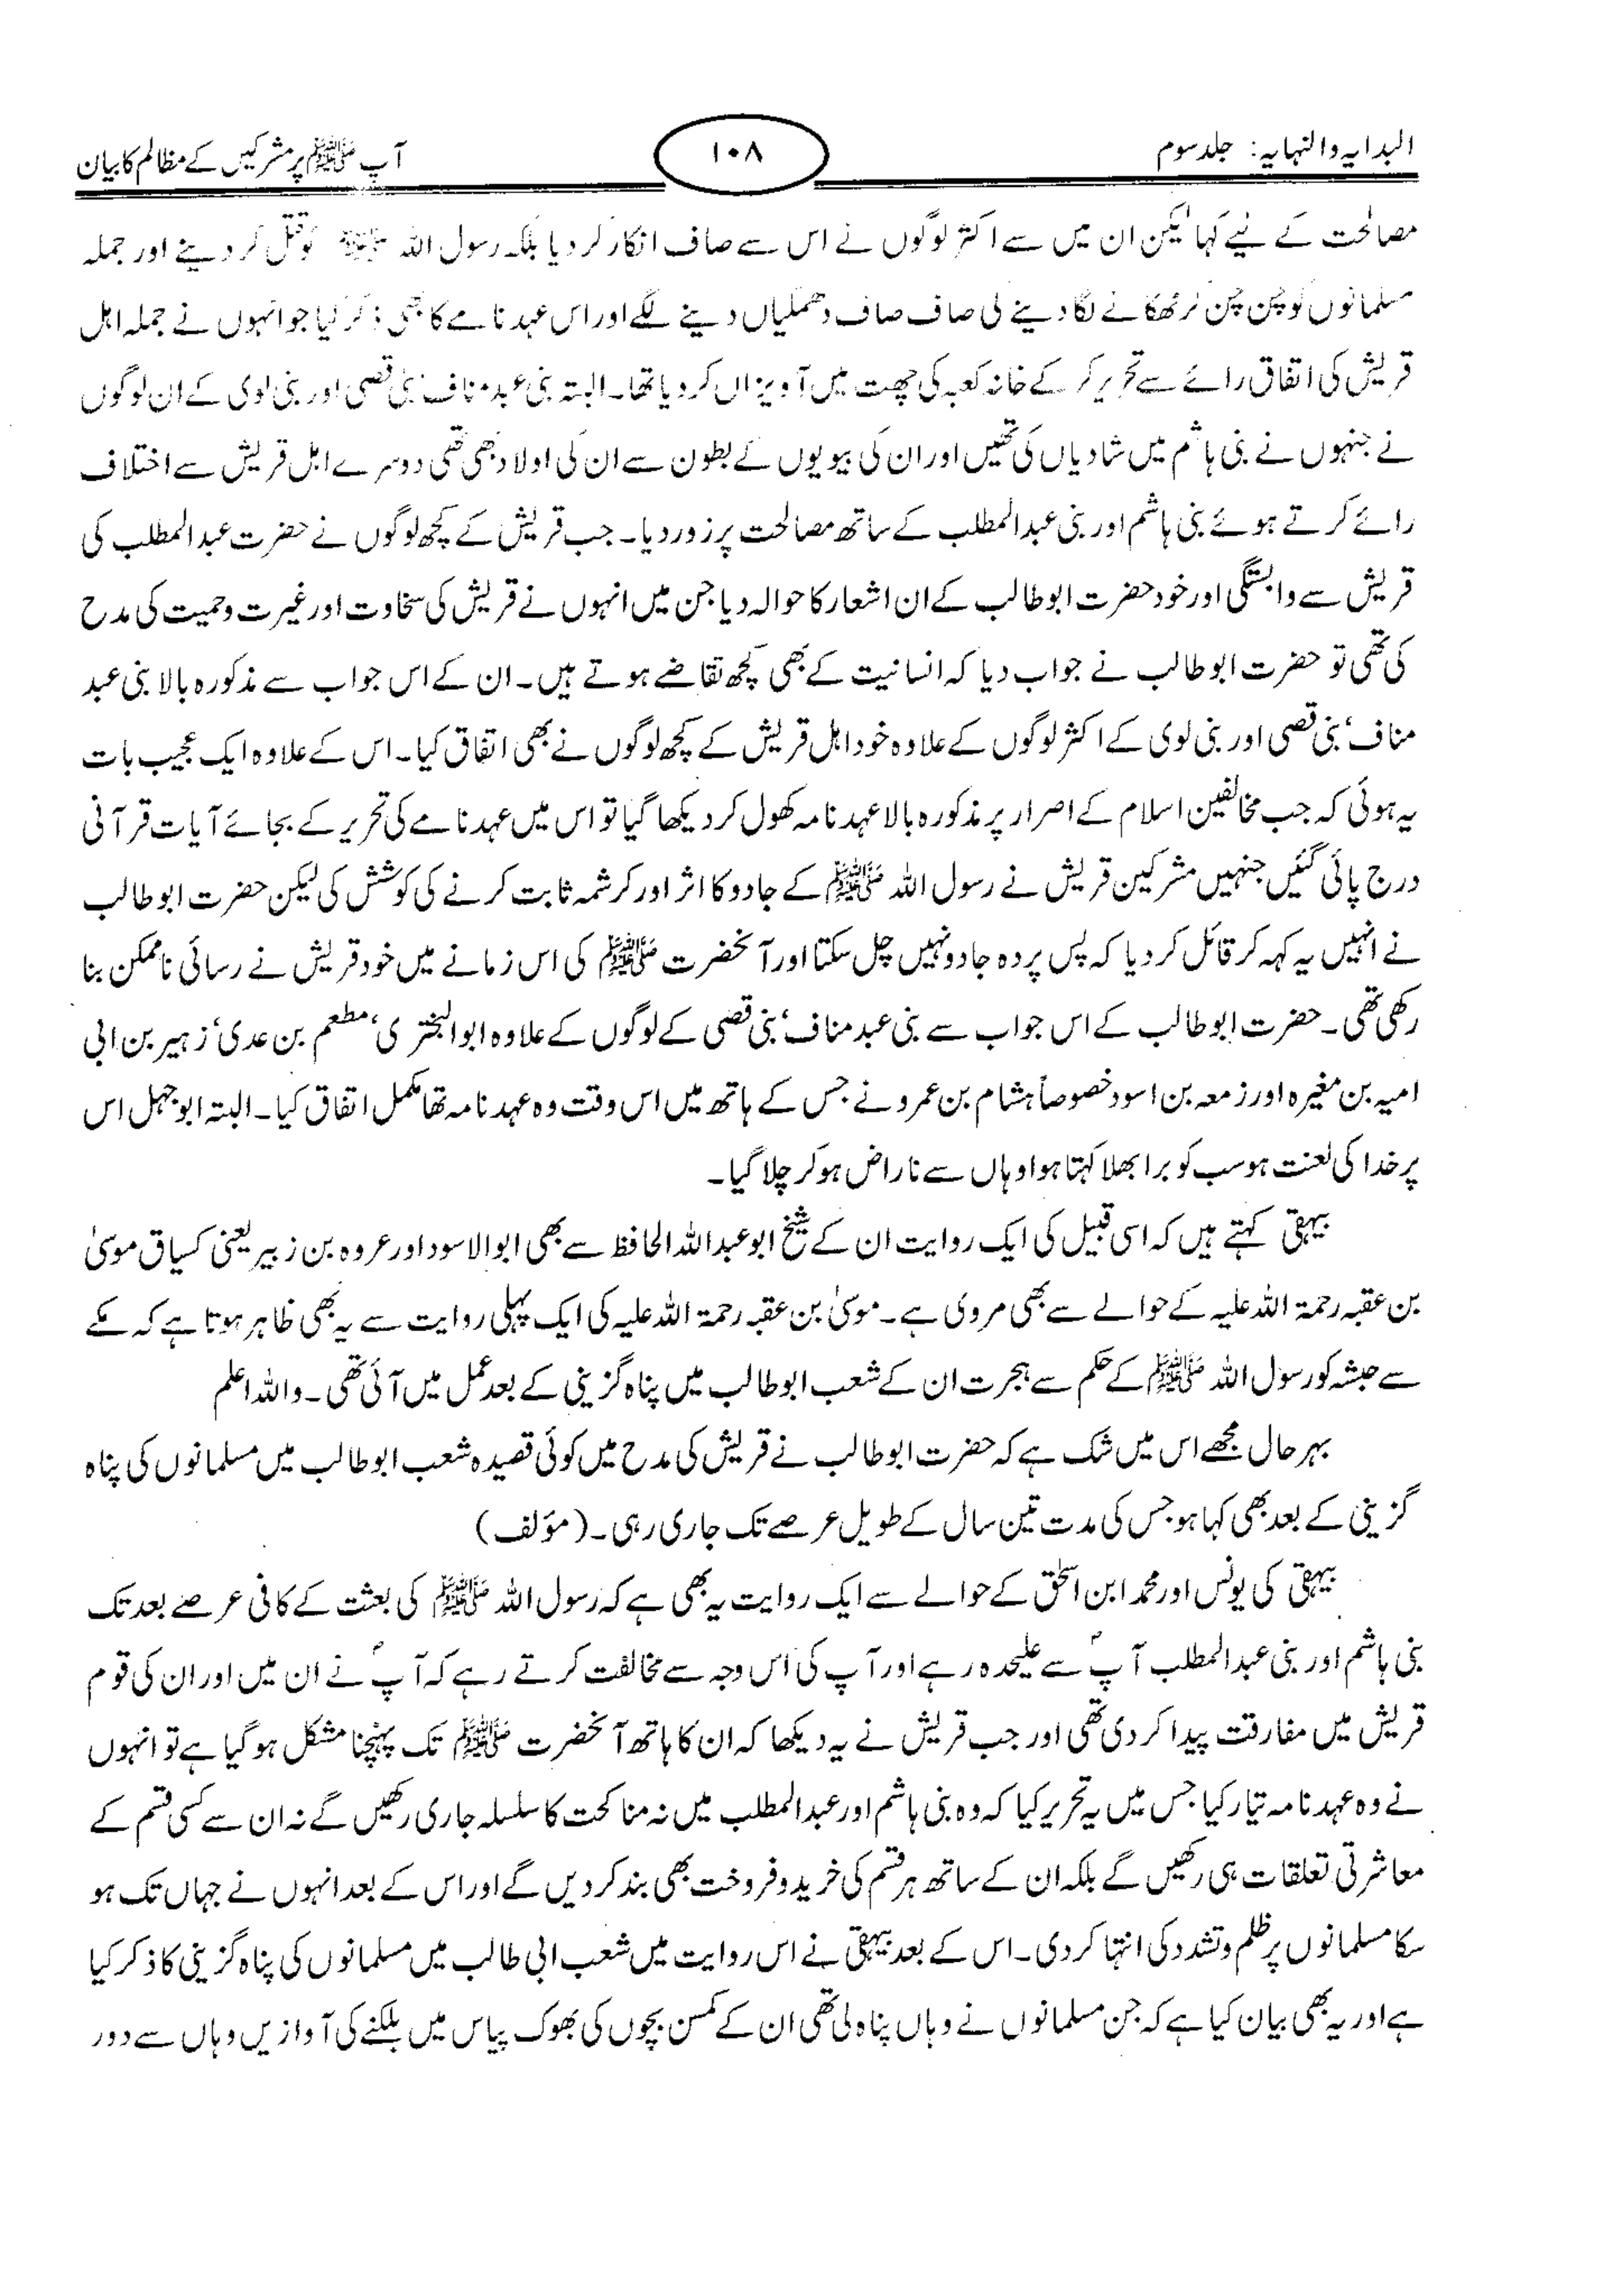 البدایہ والنہایہ: جلد سوم
۱۰۸
آپ ﷺ پر مشرکیں کے مظالم کا بیان
مصالحت کے لیے کہا لیکن ان میں سے اکثر لوگوں نے اس سے صاف انکار کر دیا بلکہ رسول اللہ ﷺ کو قتل کر دینے اور جملہ
مسلمانوں کو چن چن کر ٹھکانے لگا دینے کی صاف صاف دھمکیاں دینے لگے اور اس عہد نامے کا بھی ذکر کیا جو انہوں نے جملہ اہل
قریش کی اتفاق رائے سے تحریر کر کے خانہ کعبہ کی چھت میں آویزاں کر دیا تھا۔ البتہ بنی عبد مناف، بنی قصی اور بنی لوی کے ان لوگوں
نے جنہوں نے بنی ہاشم میں شادیاں کی تھیں اور ان کی بیویوں کے بطون سے ان کی اولاد بھی تھی دوسرے اہل قریش سے اختلاف
رائے کرتے ہوئے بنی ہاشم اور بنی عبدالمطلب کے ساتھ مصالحت پر زور دیا۔ جب قریش کے کچھ لوگوں نے حضرت عبدالمطلب کی
قریش سے وابستگی اور خود حضرت ابوطالب کے ان اشعار کا حوالہ دیا جن میں انہوں نے قریش کی سخاوت اور غیرت وحمیت کی مدح
کی تھی تو حضرت ابوطالب نے جواب دیا کہ انسانیت کے بھی کچھ تقاضے ہوتے ہیں۔ ان کے اس جواب سے مذکورہ بالا بنی عبد
مناف، بنی قصی اور بنی لوی کے اکثر لوگوں کے علاوہ خود اہل قریش کے کچھ لوگوں نے بھی اتفاق کیا۔ اس کے علاوہ ایک عجیب بات
یہ ہوئی کہ جب مخالفین اسلام کے اصرار پر مذکورہ بالا عہد نامہ کھول کر دیکھا گیا تو اس میں عہد نامے کی تحریر کے بجائے آیات قرآنی
درج پائی گئیں جنہیں مشرکین قریش نے رسول اللہ ﷺ کے جادو کا اثر اور کرشمہ ثابت کرنے کی کوشش کی لیکن حضرت ابوطالب
نے انہیں یہ کہہ کر قائل کر دیا کہ پس پردہ جادو نہیں چل سکتا اور آنحضرت ﷺ کی اس زمانے میں خود قریش نے رسائی ناممکن بنا
رکھی تھی۔ حضرت ابوطالب کے اس جواب سے بنی عبد مناف، بنی قصی کے لوگوں کے علاوہ ابوالبختری، مطعم بن عدی، زہیر بن ابی
امیہ بن مغیرہ اور زمعہ بن اسود خصوصاً ہشام بن عمرو نے جس کے ہاتھ میں اس وقت وہ عہد نامہ تھا مکمل اتفاق کیا۔ البتہ ابوجہل اس
پر خدا کی لعنت ہو سب کو برا بھلا کہتا ہوا وہاں سے ناراض ہو کر چلا گیا۔
بیہقی کہتے ہیں کہ اسی قبیل کی ایک روایت ان کے شیخ ابوعبداللہ الحافظ سے بھی ابوالاسود اور عروہ بن زبیر یعنی کسیاق موسیٰ
بن عقبہ رحمۃ اللہ علیہ کے حوالے سے بھی مروی ہے۔ موسیٰ بن عقبہ رحمۃ اللہ علیہ کی ایک پہلی روایت سے یہ بھی ظاہر ہوتا ہے کہ مکے
سے حبشہ کو رسول اللہ ﷺ کے حکم سے ہجرت ان کے شعب ابوطالب میں پناہ گزینی کے بعد عمل میں آئی تھی۔ واللہ اعلم
بہر حال مجھے اس میں شک ہے کہ حضرت ابوطالب نے قریش کی مدح میں کوئی قصیدہ شعب ابوطالب میں مسلمانوں کی پناہ
گزینی کے بعد بھی کہا ہو جس کی مدت تین سال کے طویل عرصے تک جاری رہی۔ (مؤلف)
بیہقی کی یونس اور محمد ابن اسحٰق کے حوالے سے ایک روایت یہ بھی ہے کہ رسول اللہ ﷺ کی بعثت کے کافی عرصے بعد تک
بنی ہاشم اور بنی عبدالمطلب آپؐ سے علیحدہ رہے اور آپ کی اس وجہ سے مخالفت کرتے رہے کہ آپؐ نے ان میں اور ان کی قوم
قریش میں مفارقت پیدا کر دی تھی اور جب قریش نے یہ دیکھا کہ ان کا ہاتھ آنحضرت ﷺ تک پہنچنا مشکل ہو گیا ہے تو انہوں
نے وہ عہد نامہ تیار کیا جس میں یہ تحریر کیا کہ وہ بنی ہاشم اور عبدالمطلب میں نہ مناکحت کا سلسلہ جاری رکھیں گے نہ ان سے کسی قسم کے
معاشرتی تعلقات ہی رکھیں گے بلکہ ان کے ساتھ ہر قسم کی خرید وفروخت بھی بند کر دیں گے اور اس کے بعد انہوں نے جہاں تک ہو
سکا مسلمانوں پر ظلم وتشدد کی انتہا کر دی۔ اس کے بعد بیہقی نے اس روایت میں شعب ابی طالب میں مسلمانوں کی پناہ گزینی کا ذکر کیا
ہے اور یہ بھی بیان کیا ہے کہ جن مسلمانوں نے وہاں پناہ لی تھی ان کے کمسن بچوں کی بھوک پیاس میں بلکنے کی آوازیں وہاں سے دور